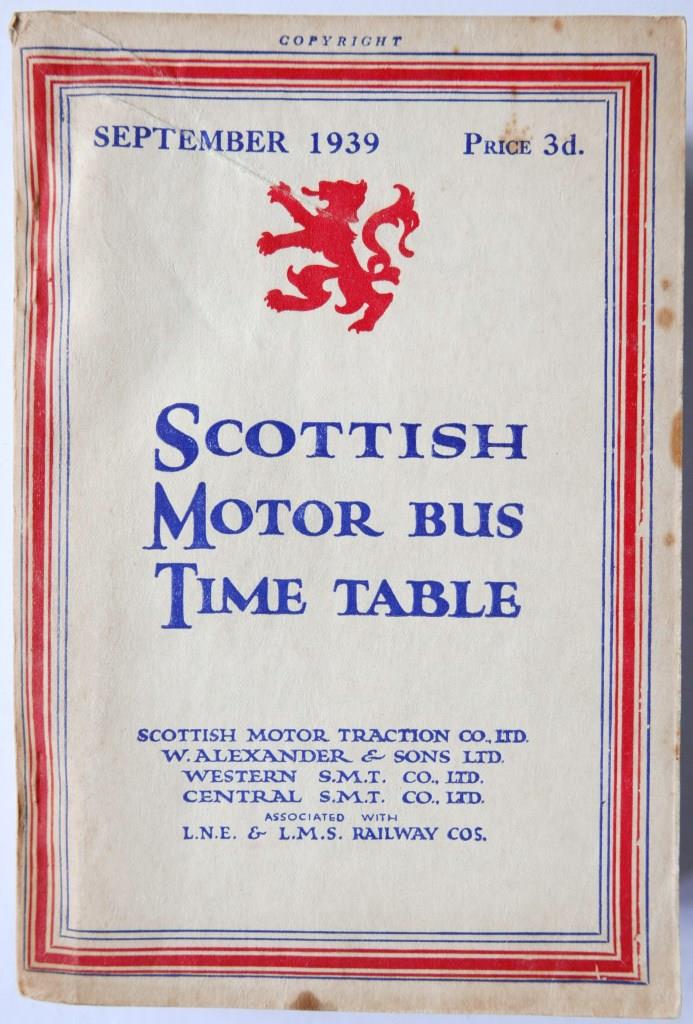 COPYRIGHT
SEPTEMBER 1939 PRICE 3d.
SCOTTISH
MOTOR BUS
TIME TABLE
SCOTTISH MOTOR TRACTION CO., LTD.
W. ALEXANDER & SONS LTD.
WESTERN S.M.T. CO., LTD.
CENTRAL S.M.T. CO., LTD.
ASSOCIATED WITH
L.N.E. & L.M.S. RAILWAY COS.